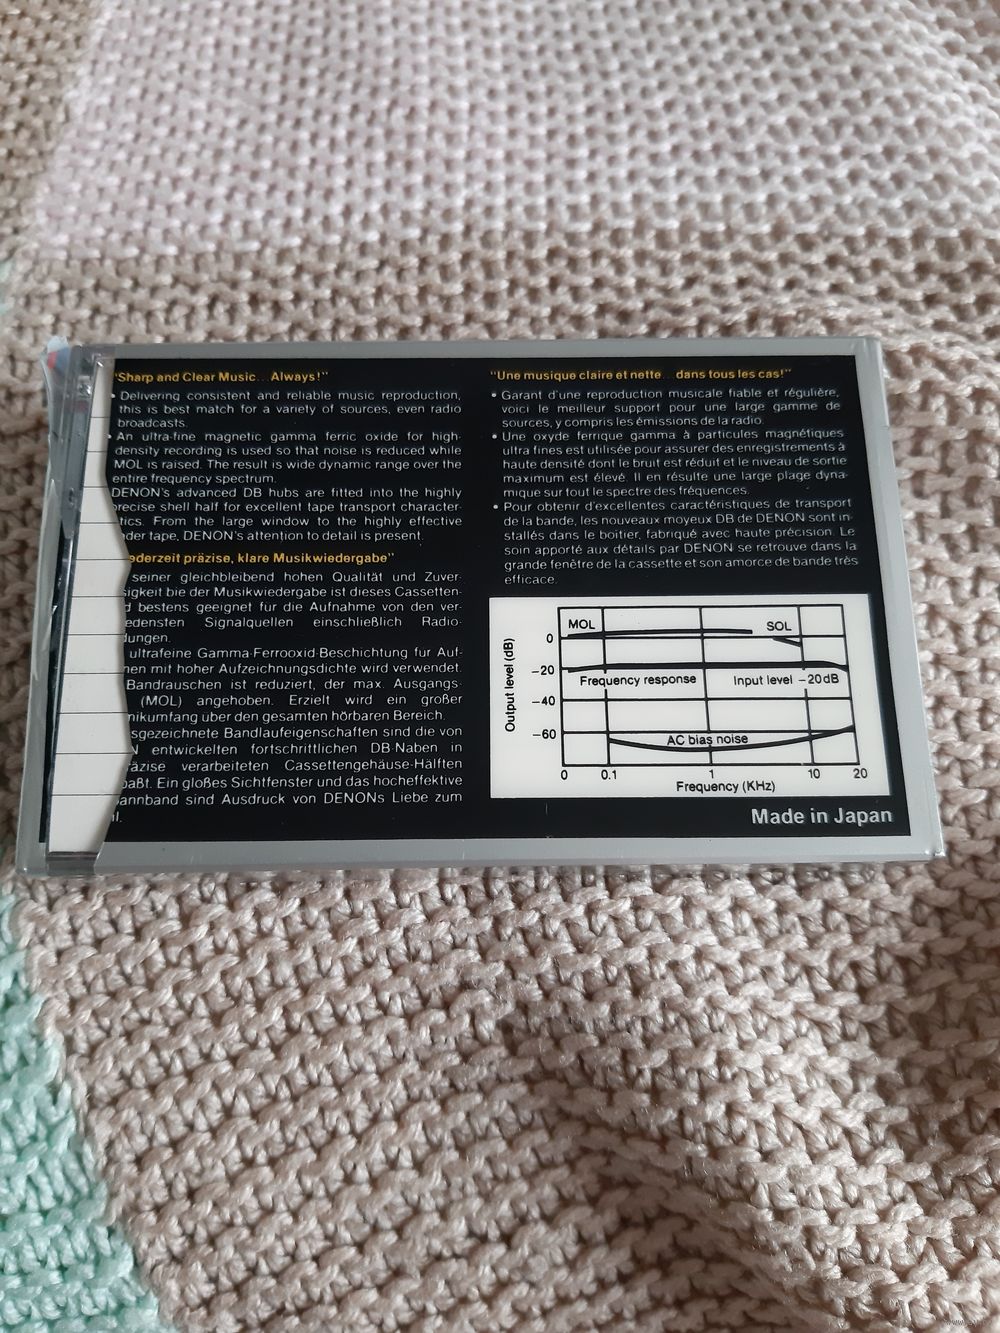 "Sharp and Clear Music... Always!"
• Delivering consistent and reliable music reproduction,
this is best match for a variety of sources, even radio
broadcasts.
• An ultra-fine magnetic gamma ferric oxide for high-
density recording is used so that noise is reduced while
MOL is raised. The result is wide dynamic range over the
entire frequency spectrum.
DENON's advanced DB hubs are fitted into the highly
precise shell half for excellent tape transport character-
tics. From the large window to the highly effective
der tape, DENON's attention to detail is present.
ederzeit präzise, klare Musikwiedergabe"
seiner gleichbleibend hohen Qualität und Zuver-
sigkeit bie der Musikwiedergabe ist dieses Cassetten-
d bestens geeignet für die Aufnahme von den ver-
edensten Signalquellen einschließlich Radio-
dungen.
ultrafeine Gamma-Ferrooxid-Beschichtung fur Auf-
nen mit hoher Aufzeichnungsdichte wird verwendet.
Bandrauschen ist reduziert, der max. Ausgangs-
(MOL) angehoben. Erzielt wird ein großer
nikumfang über den gesamten hörbaren Bereich.
sgezeichnete Bandlaufeigenschaften sind die von
N entwickelten fortschrittlichen DB-Naben in
räzise verarbeiteten Cassettengehäuse-Hälften
paßt. Ein gloßes Sichtfenster und das hocheffektive
annband sind Ausdruck von DENONs Liebe zum
il.
"Une musique claire et nette... dans tous les cas!"
• Garant d'une reproduction musicale fiable et régulière,
voici le meilleur support pour une large gamme de
sources, y compris les émissions de la radio.
• Une oxyde ferrique gamma à particules magnétiques
ultra fines est utilisée pour assurer des enregistrements à
haute densité dont le bruit est réduit et le niveau de sortie
maximum est élevé. Il en résulte une large plage dyna-
mique sur tout le spectre des fréquences.
• Pour obtenir d'excellentes caractéristiques de transport
de la bande, les nouveaux moyeux DB de DENON sont in-
stallés dans le boitier, fabriqué avec haute précision. Le
soin apporté aux détails par DENON se retrouve dans la
grande fenêtre de la cassette et son amorce de bande très
efficace.
MOL SOL
0
-20
Frequency response Input level -20dB
-40
-60
AC bias noise
Output level (dB)
0 0.1 1 10 20
Frequency (KHz)
Made in Japan